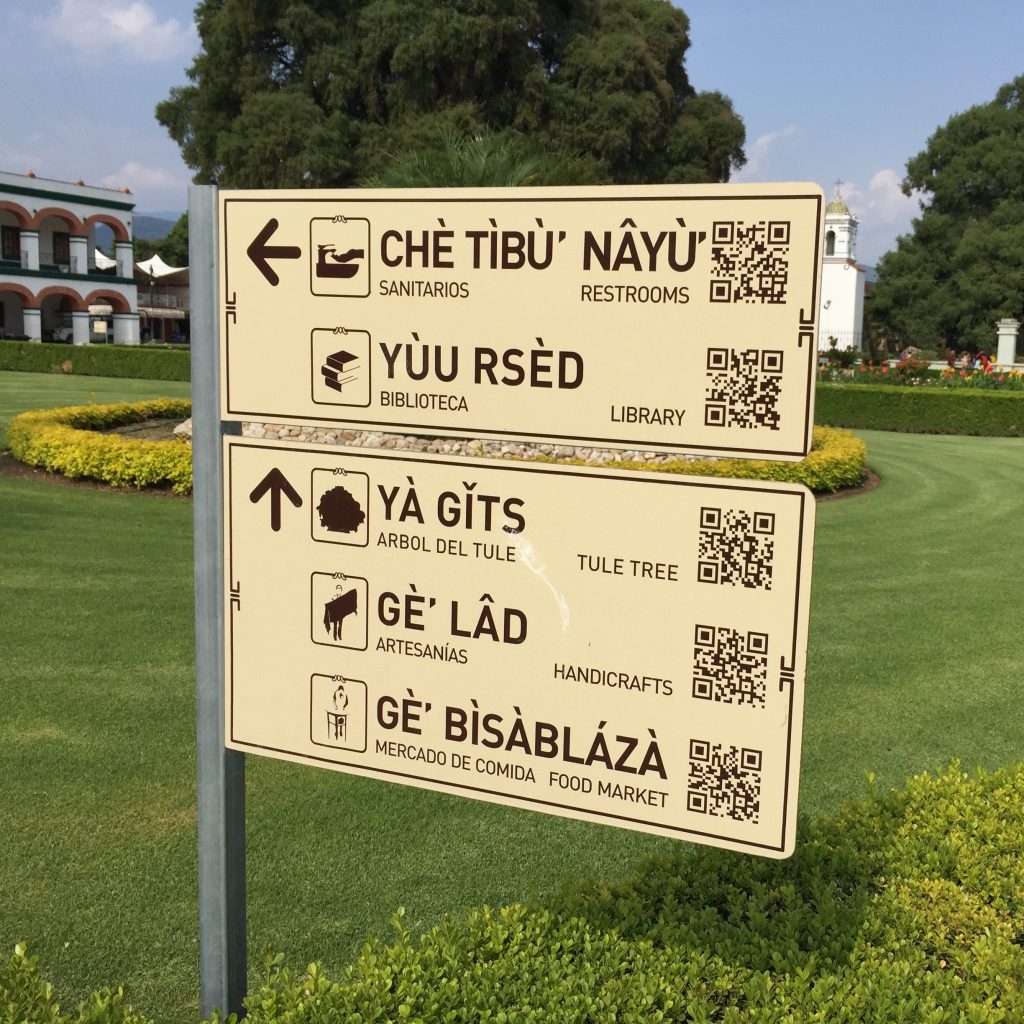 CHÈ TÌBÙ’ NÂYÙ’
SANITARIOS RESTROOMS
YÙU RSÈD
BIBLIOTECA LIBRARY
YÀ GǏTS
ARBOL DEL TULE TULE TREE
GÈ’ LÂD
ARTESANÍAS HANDICRAFTS
GÈ’ BÌSÀBLÁZÀ
MERCADO DE COMIDA FOOD MARKET